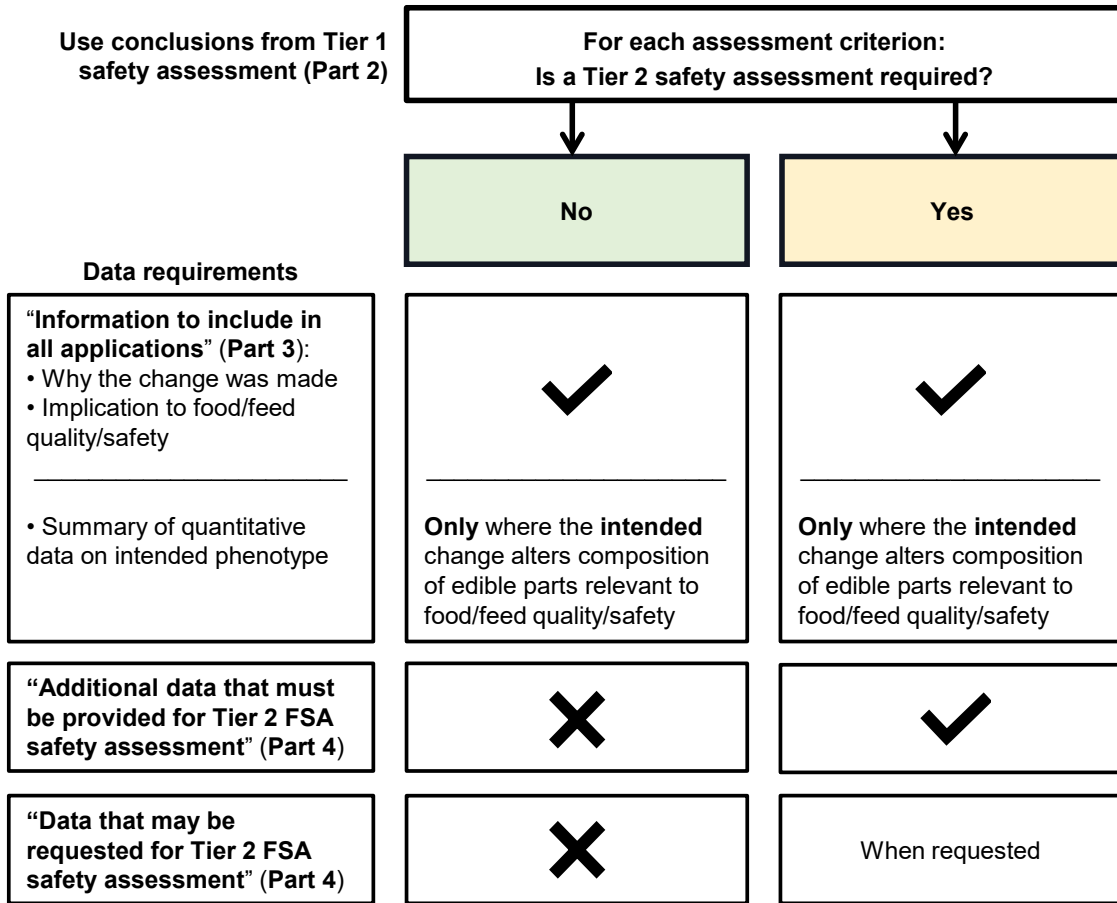 Use conclusions from Tier 1
safety assessment (Part 2)
For each assessment criterion:
Is a Tier 2 safety assessment required?
No
Yes
Data requirements
“Information to include in
all applications” (Part 3):
• Why the change was made
• Implication to food/feed
quality/safety
• Summary of quantitative
data on intended phenotype
Only where the intended
change alters composition
of edible parts relevant to
food/feed quality/safety
Only where the intended
change alters composition
of edible parts relevant to
food/feed quality/safety
“Additional data that must
be provided for Tier 2 FSA
safety assessment” (Part 4)
“Data that may be
requested for Tier 2 FSA
safety assessment” (Part 4)
When requested